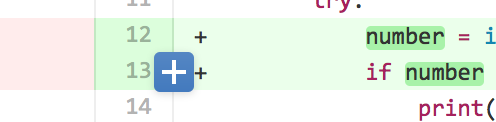 11 try:
12 + number = i
13 + if number
14 print(